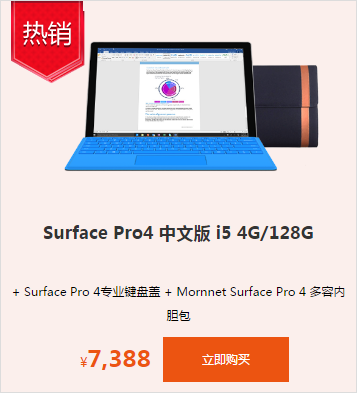 热销
Surface Pro4 中文版 i5 4G/128G
+ Surface Pro 4专业键盘盖 + Mornnet Surface Pro 4 多容内
胆包
¥7,388
立即购买